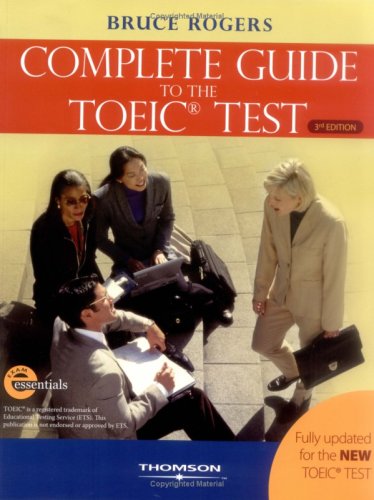 BRUCE ROGERS
COMPLETE GUIDE
TO THE
TOEIC® TEST
3rd EDITION
EXAM
essentials
TOEIC® is a registered trademark of
Educational Testing Service (ETS). This
publication is not endorsed or approved by ETS.
Fully updated
for the NEW
TOEIC® TEST
THOMSON